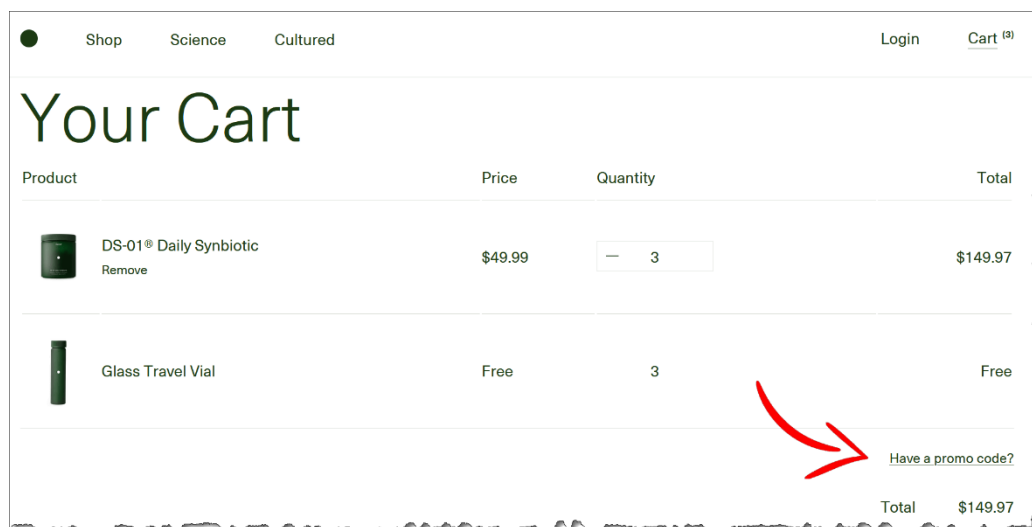 Shop Science Cultured Login Cart (3)
Your Cart
Product Price Quantity Total
DS-01® Daily Synbiotic
Remove
$49.99 — 3 $149.97
Glass Travel Vial Free 3 Free
Have a promo code?
Total $149.97